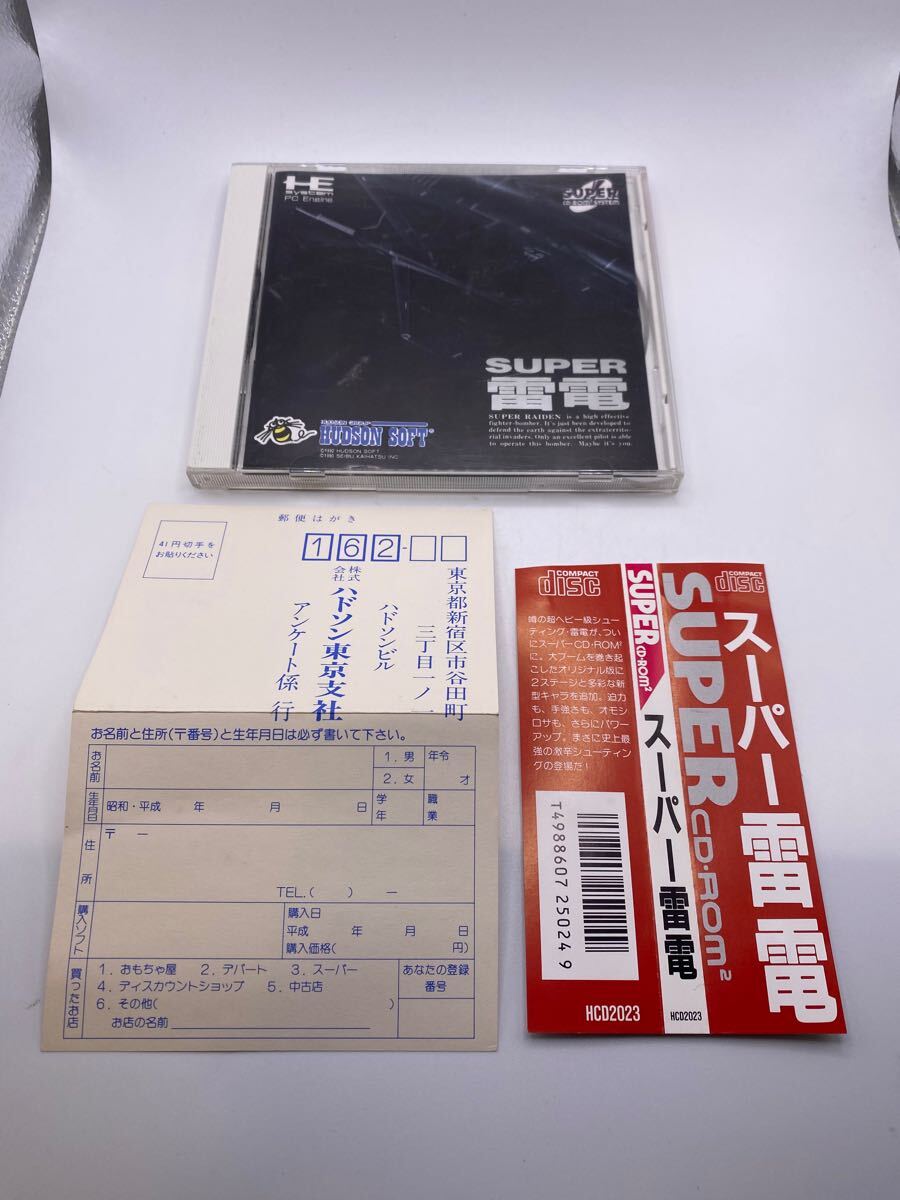 HE
system
PC Engine
SUPER
CD-ROM² SYSTEM
SUPER
雷電
SUPER RAIDEN is a high effective
fighter-bomber. It's just been developed to
defend the earth against the extraterrito-
rial invaders. Only an excellent pilot is able
to operate this bomber. Maybe it's you
HUDSON GROUP
HUDSON SOFT®
©1992 HUDSON SOFT
©1990 SEIBU KAIHATSU INC.
郵便はがき
41円切手を
お貼りください
162-
東京都新宿区市谷田町
三丁目一ノ一
ハドソンビル
株式会社ハドソン東京支社
アンケート係 行
お名前と住所(〒番号)と生年月日は必ず書いて下さい。
お名前
1. 男
2. 女
年令
才
生年月日
昭和・平成 年 月 日
学年
職業
住所
〒 ー
TEL.( ) ー
購入ソフト
購入日
平成 年 月 日
購入価格( 円)
買ったお店
1. おもちゃ屋 2. デパート 3. スーパー
4. ディスカウントショップ 5. 中古店
6. その他( )
お店の名前
あなたの登録
番号
COMPACT
disc
噂の超ヘビー級シュー
ティング・雷電が、つい
にスーパーCD・ROM²
に。大ブームを巻き起
こしたオリジナル版に
2ステージと多彩な新
型キャラを追加。迫力
も、手強さも、オモシ
ロサも、さらにパワー
アップ。まさに史上最
強の激辛シューティン
グの登場だ!
T4988607250249
HCD2023
SUPER CD・ROM²
スーパー雷電
HCD2023
COMPACT
disc
SUPER CD・ROM²
スーパー雷電